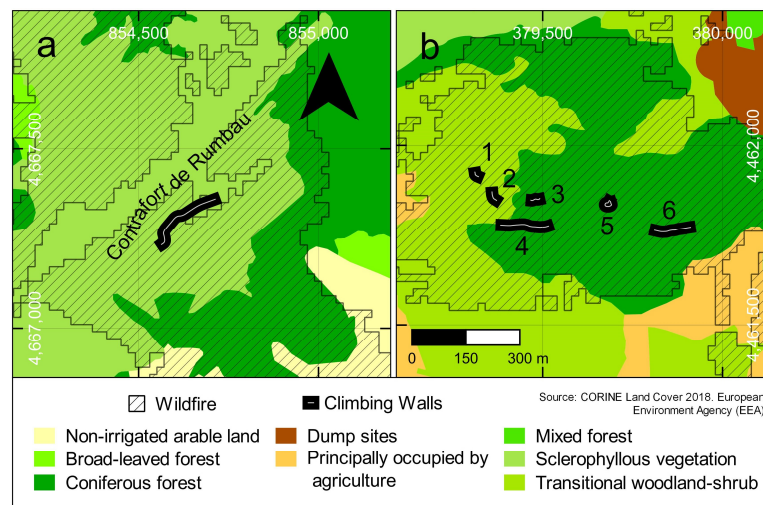 a
854,500
855,000
4,667,500
4,667,000
Contrafort de Rumbau
b
379,500
380,000
4,462,000
4,461,500
1
2
3
4
5
6
0 150 300 m
Wildfire
Climbing Walls
Source: CORINE Land Cover 2018. European
Environment Agency (EEA)
Non-irrigated arable land
Broad-leaved forest
Coniferous forest
Dump sites
Principally occupied by
agriculture
Mixed forest
Sclerophyllous vegetation
Transitional woodland-shrub